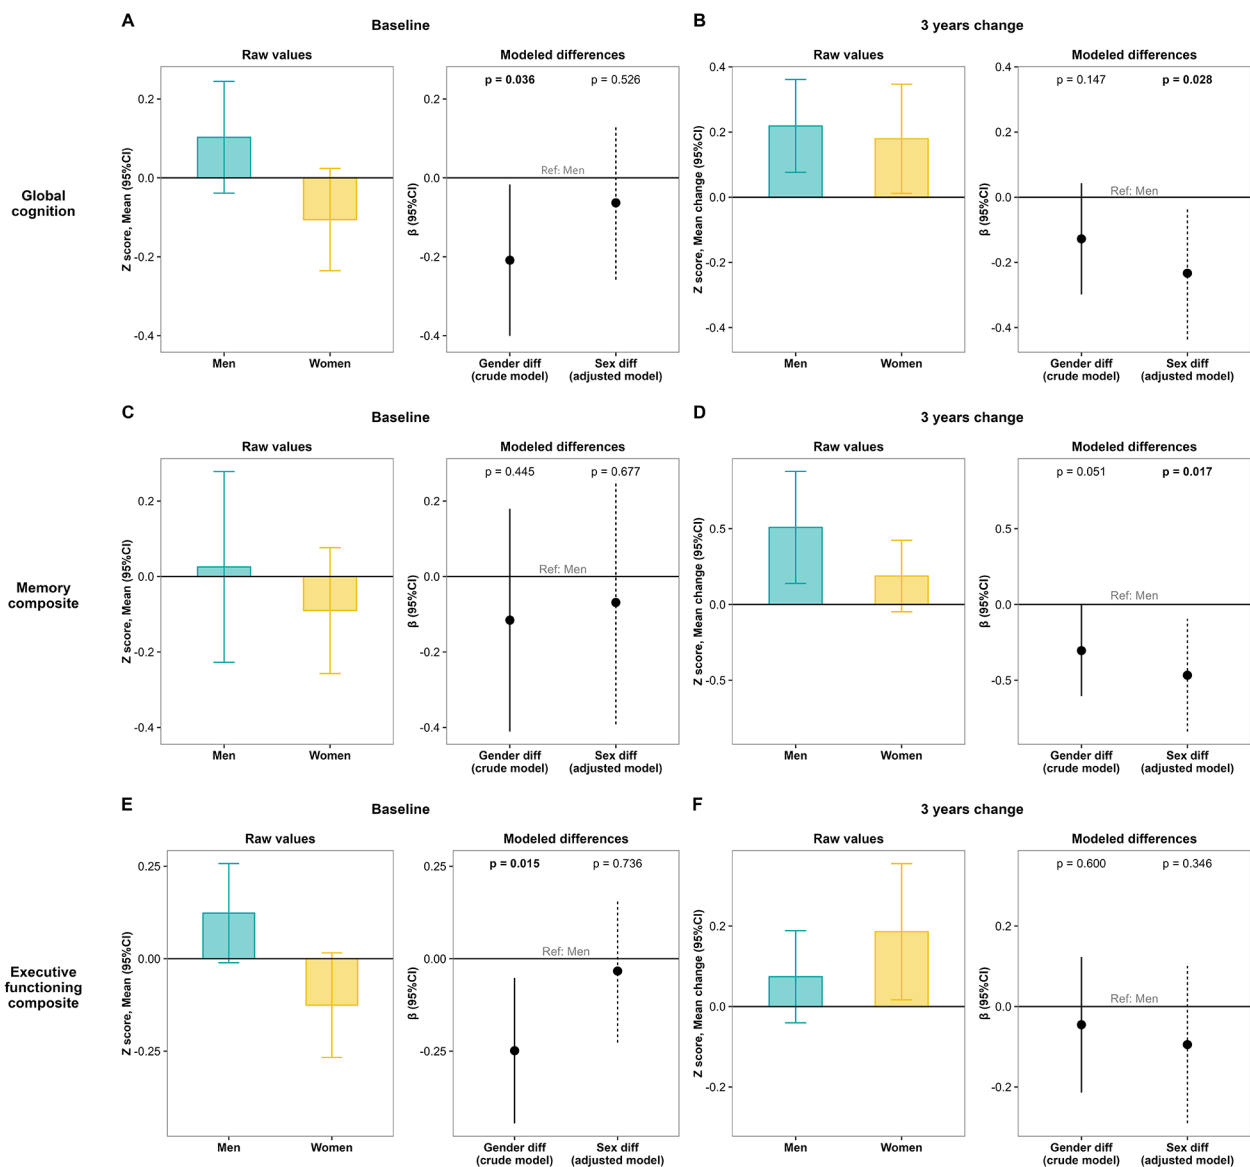 A
Baseline
B
3 years change
Raw values
Modeled differences
Raw values
Modeled differences
Global
cognition
Z score, Mean (95%CI)
0.2
0.0
-0.2
-0.4
Men
Women
β (95%CI)
0.2
0.0
-0.2
-0.4
p = 0.036
p = 0.526
Ref: Men
Gender diff
(crude model)
Sex diff
(adjusted model)
Z score, Mean change (95%CI)
0.4
0.2
0.0
-0.2
-0.4
Men
Women
β (95%CI)
0.4
0.2
0.0
-0.2
-0.4
p = 0.147
p = 0.028
Ref: Men
Gender diff
(crude model)
Sex diff
(adjusted model)
C
Baseline
D
3 years change
Raw values
Modeled differences
Raw values
Modeled differences
Memory
composite
Z score, Mean (95%CI)
0.2
0.0
-0.2
-0.4
Men
Women
β (95%CI)
0.2
0.0
-0.2
-0.4
p = 0.445
p = 0.677
Ref: Men
Gender diff
(crude model)
Sex diff
(adjusted model)
Z score, Mean change (95%CI)
0.5
0.0
-0.5
Men
Women
β (95%CI)
0.5
0.0
-0.5
p = 0.051
p = 0.017
Ref: Men
Gender diff
(crude model)
Sex diff
(adjusted model)
E
Baseline
F
3 years change
Raw values
Modeled differences
Raw values
Modeled differences
Executive
functioning
composite
Z score, Mean (95%CI)
0.25
0.00
-0.25
Men
Women
β (95%CI)
0.25
0.00
-0.25
p = 0.015
p = 0.736
Ref: Men
Gender diff
(crude model)
Sex diff
(adjusted model)
Z score, Mean change (95%CI)
0.2
0.0
-0.2
Men
Women
β (95%CI)
0.2
0.0
-0.2
p = 0.600
p = 0.346
Ref: Men
Gender diff
(crude model)
Sex diff
(adjusted model)